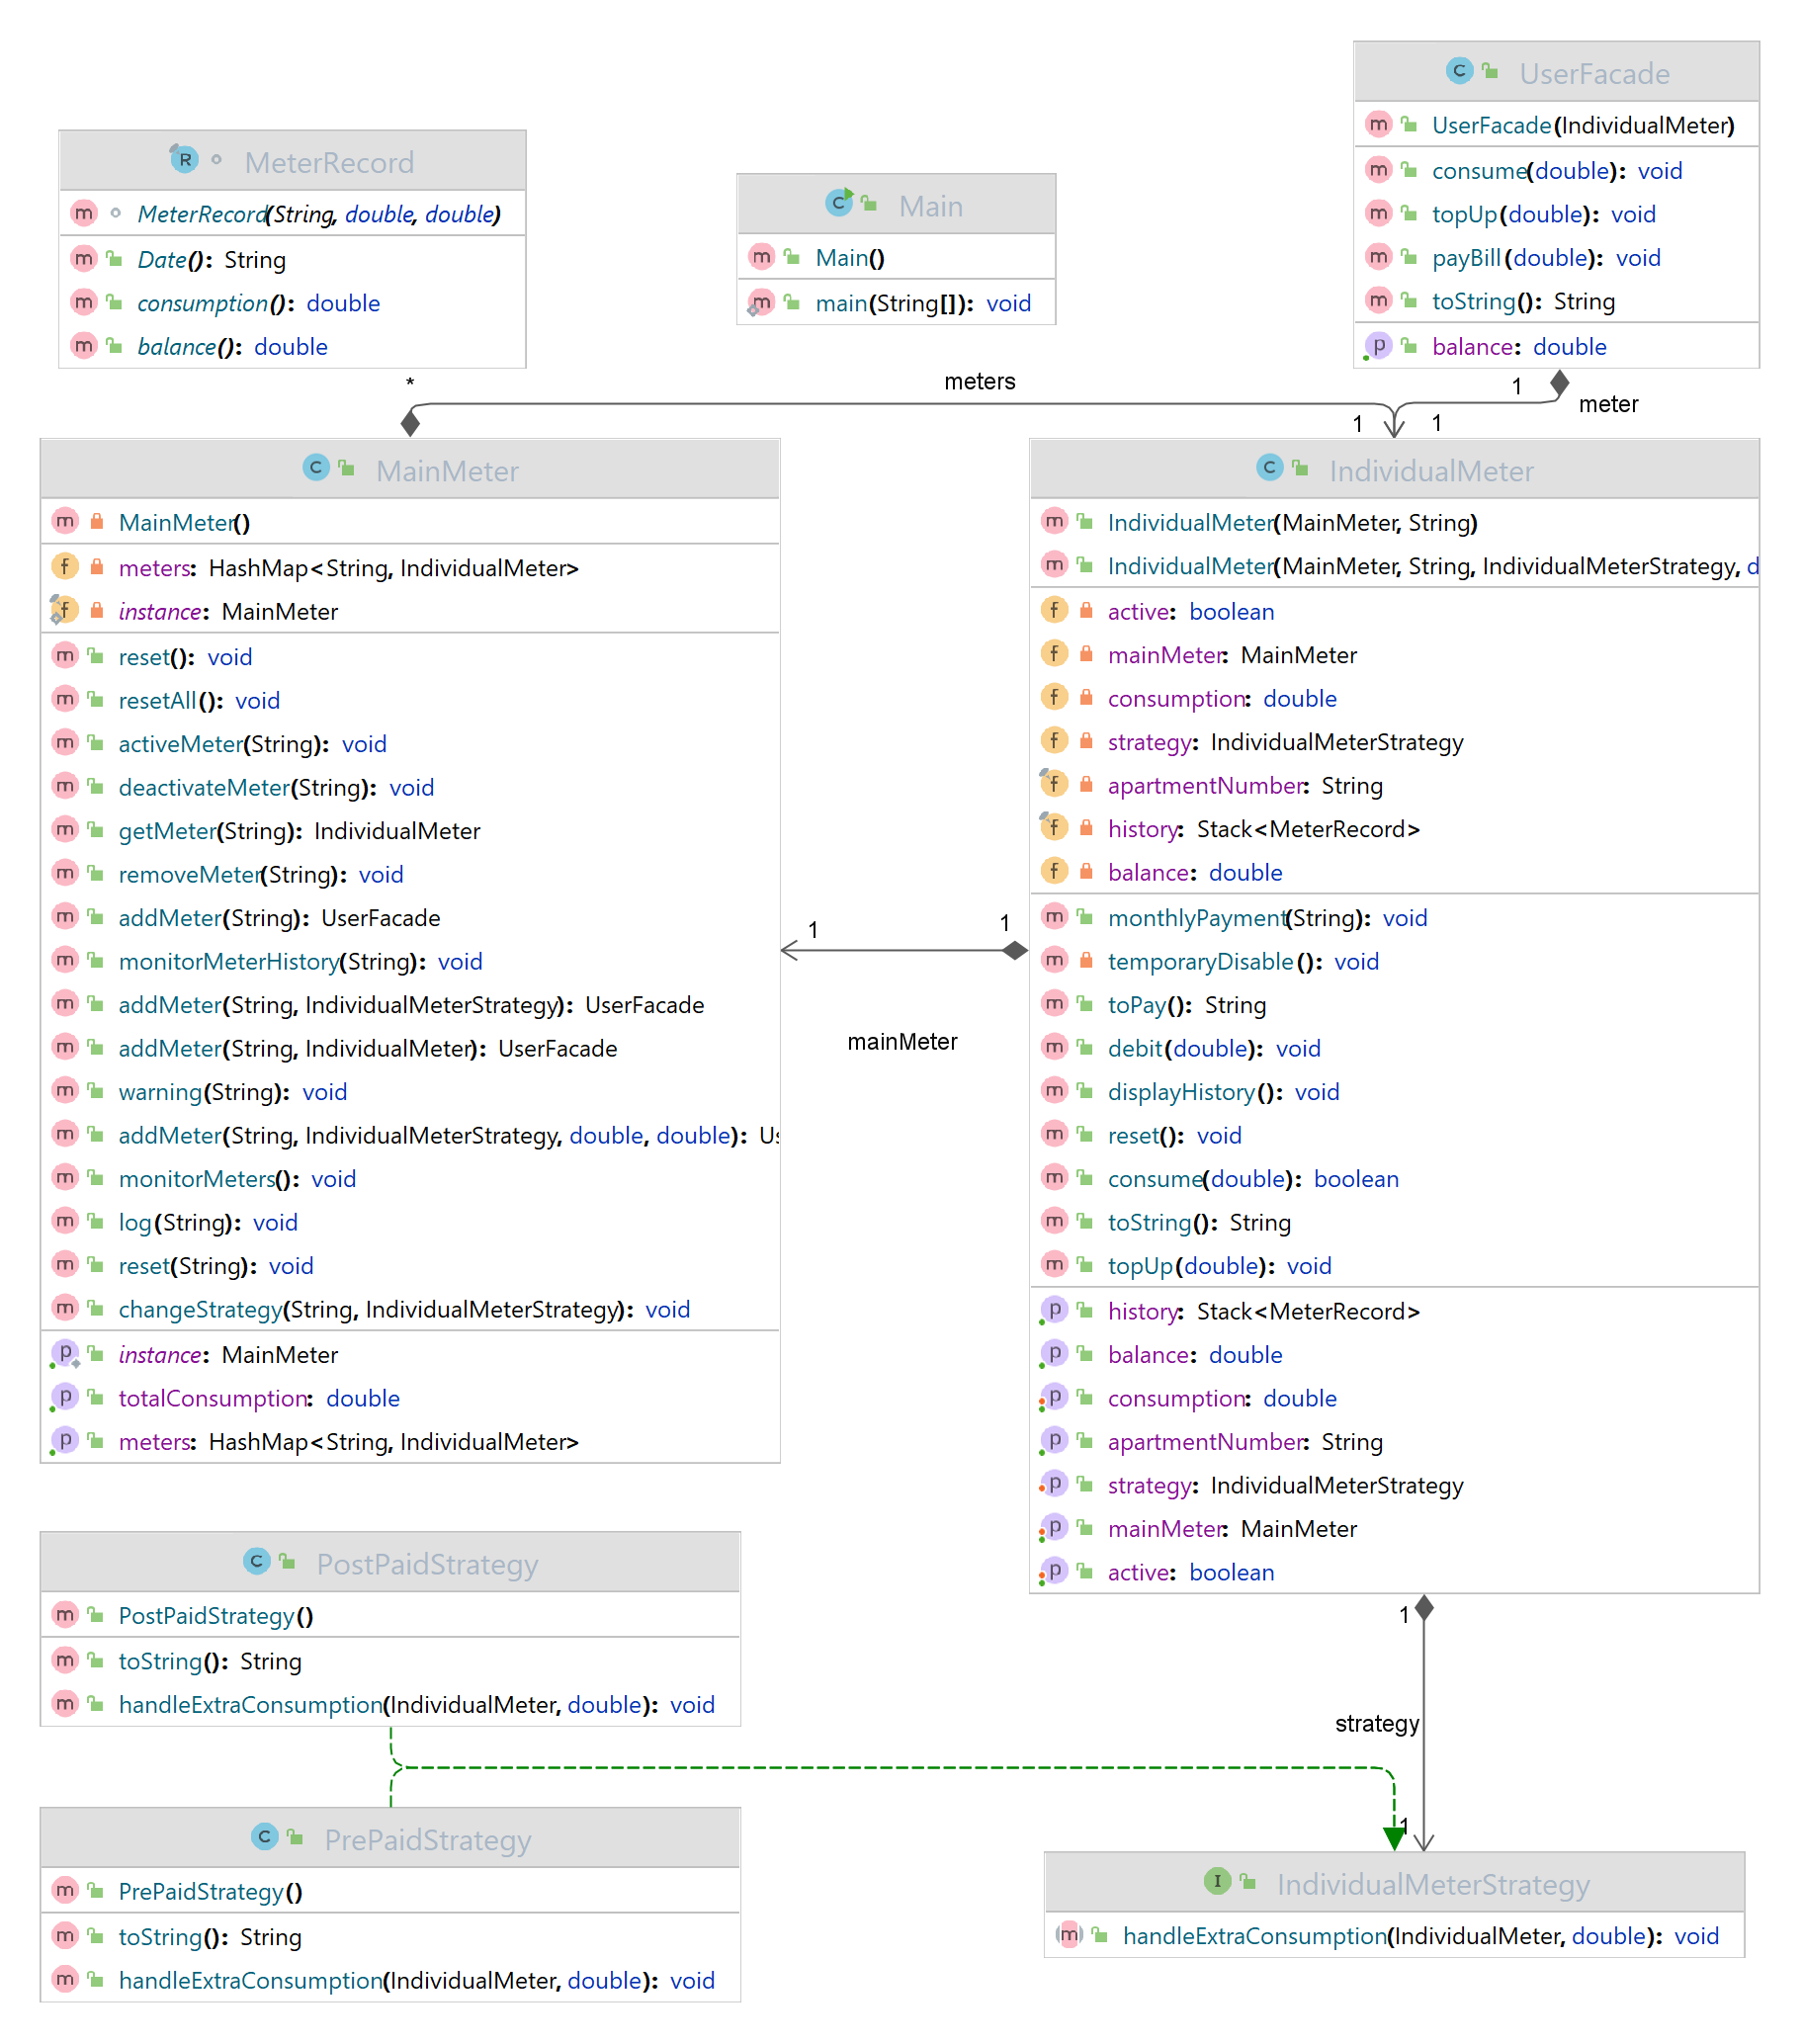 UserFacade
UserFacade(IndividualMeter)
consume(double): void
topUp(double): void
payBill(double): void
toString(): String
balance: double
MeterRecord
MeterRecord(String, double, double)
Date(): String
consumption(): double
balance(): double
Main
Main()
main(String[]): void
*
meters
1
1
1
meter
MainMeter
MainMeter()
meters: HashMap<String, IndividualMeter>
instance: MainMeter
reset(): void
resetAll(): void
activeMeter(String): void
deactivateMeter(String): void
getMeter(String): IndividualMeter
removeMeter(String): void
addMeter(String): UserFacade
monitorMeterHistory(String): void
addMeter(String, IndividualMeterStrategy): UserFacade
addMeter(String, IndividualMeter): UserFacade
warning(String): void
addMeter(String, IndividualMeterStrategy, double, double): Us
monitorMeters(): void
log(String): void
reset(String): void
changeStrategy(String, IndividualMeterStrategy): void
instance: MainMeter
totalConsumption: double
meters: HashMap<String, IndividualMeter>
1
1
mainMeter
IndividualMeter
IndividualMeter(MainMeter, String)
IndividualMeter(MainMeter, String, IndividualMeterStrategy, d
active: boolean
mainMeter: MainMeter
consumption: double
strategy: IndividualMeterStrategy
apartmentNumber: String
history: Stack<MeterRecord>
balance: double
monthlyPayment(String): void
temporaryDisable(): void
toPay(): String
debit(double): void
displayHistory(): void
reset(): void
consume(double): boolean
toString(): String
topUp(double): void
history: Stack<MeterRecord>
balance: double
consumption: double
apartmentNumber: String
strategy: IndividualMeterStrategy
mainMeter: MainMeter
active: boolean
PostPaidStrategy
PostPaidStrategy()
toString(): String
handleExtraConsumption(IndividualMeter, double): void
1
strategy
1
PrePaidStrategy
PrePaidStrategy()
toString(): String
handleExtraConsumption(IndividualMeter, double): void
IndividualMeterStrategy
handleExtraConsumption(IndividualMeter, double): void